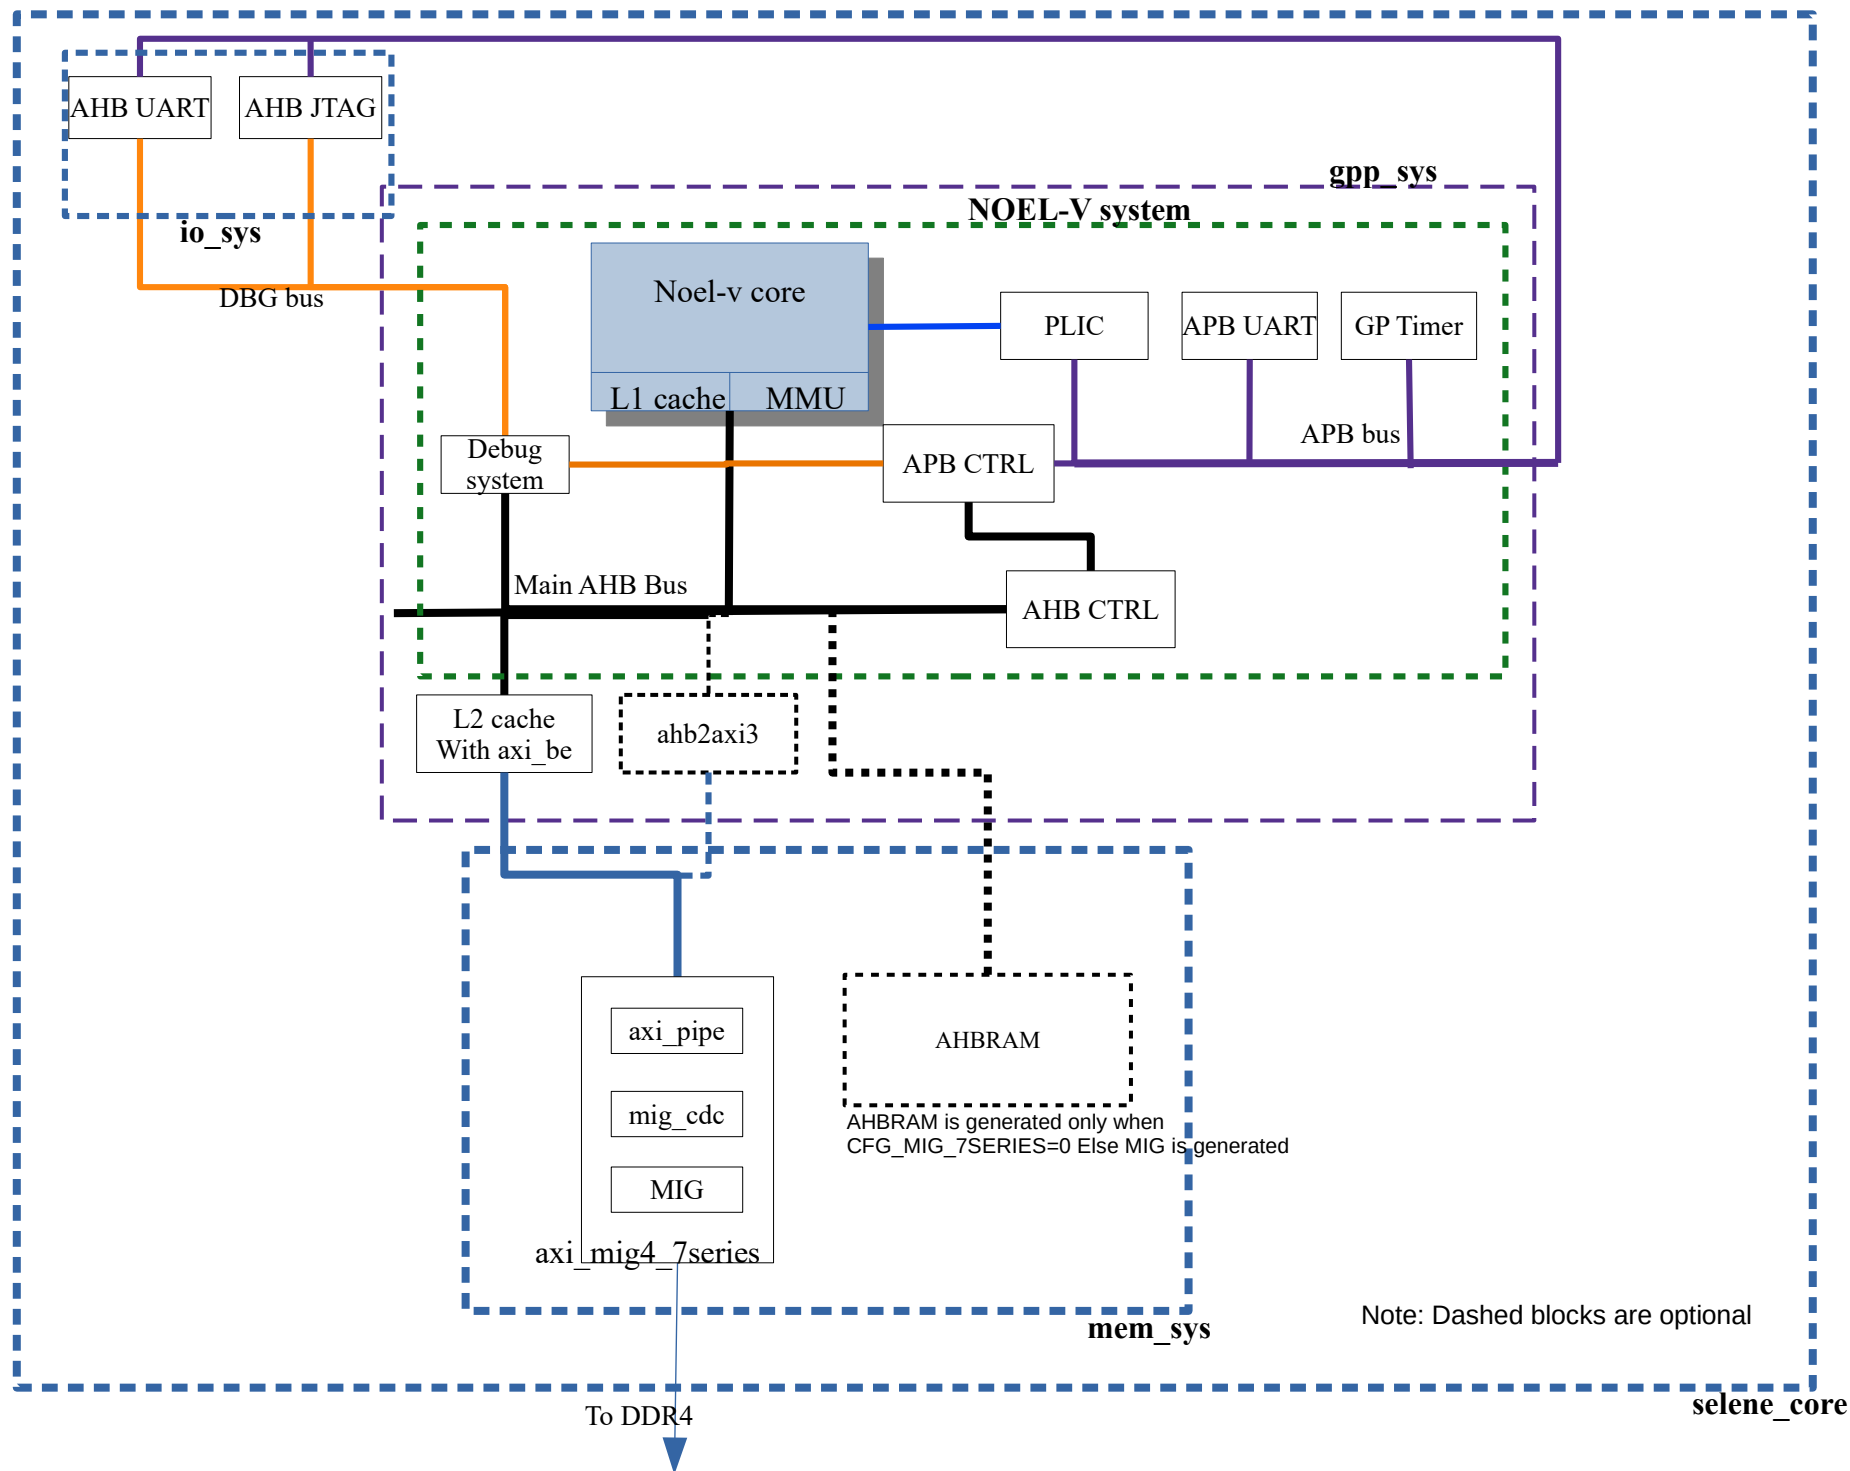 AHB UART
AHB JTAG
gpp_sys
NOEL-V system
io_sys
DBG bus
Noel-v core
L1 cache
MMU
PLIC
APB UART
GP Timer
APB bus
Debug
system
APB CTRL
Main AHB Bus
AHB CTRL
L2 cache
With axi_be
ahb2axi3
axi_pipe
mig_cdc
MIG
axi_mig4_7series
AHBRAM
AHBRAM is generated only when
CFG_MIG_7SERIES=0 Else MIG is generated
mem_sys
Note: Dashed blocks are optional
selene_core
To DDR4